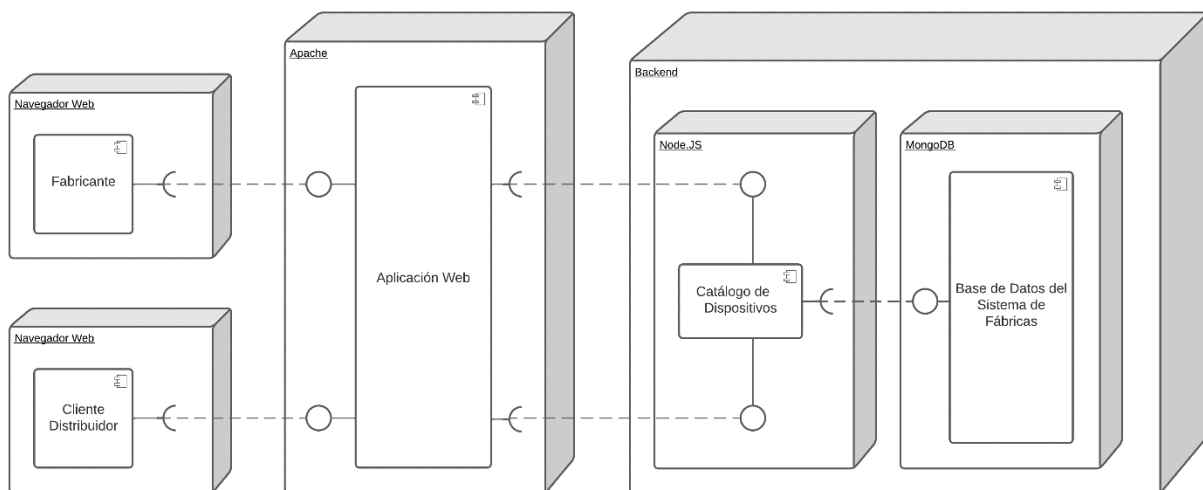 Navegador Web
Fabricante
Navegador Web
Cliente
Distribuidor
Apache
Aplicación Web
Backend
Node.JS
Catálogo de
Dispositivos
MongoDB
Base de Datos del
Sistema de
Fábricas